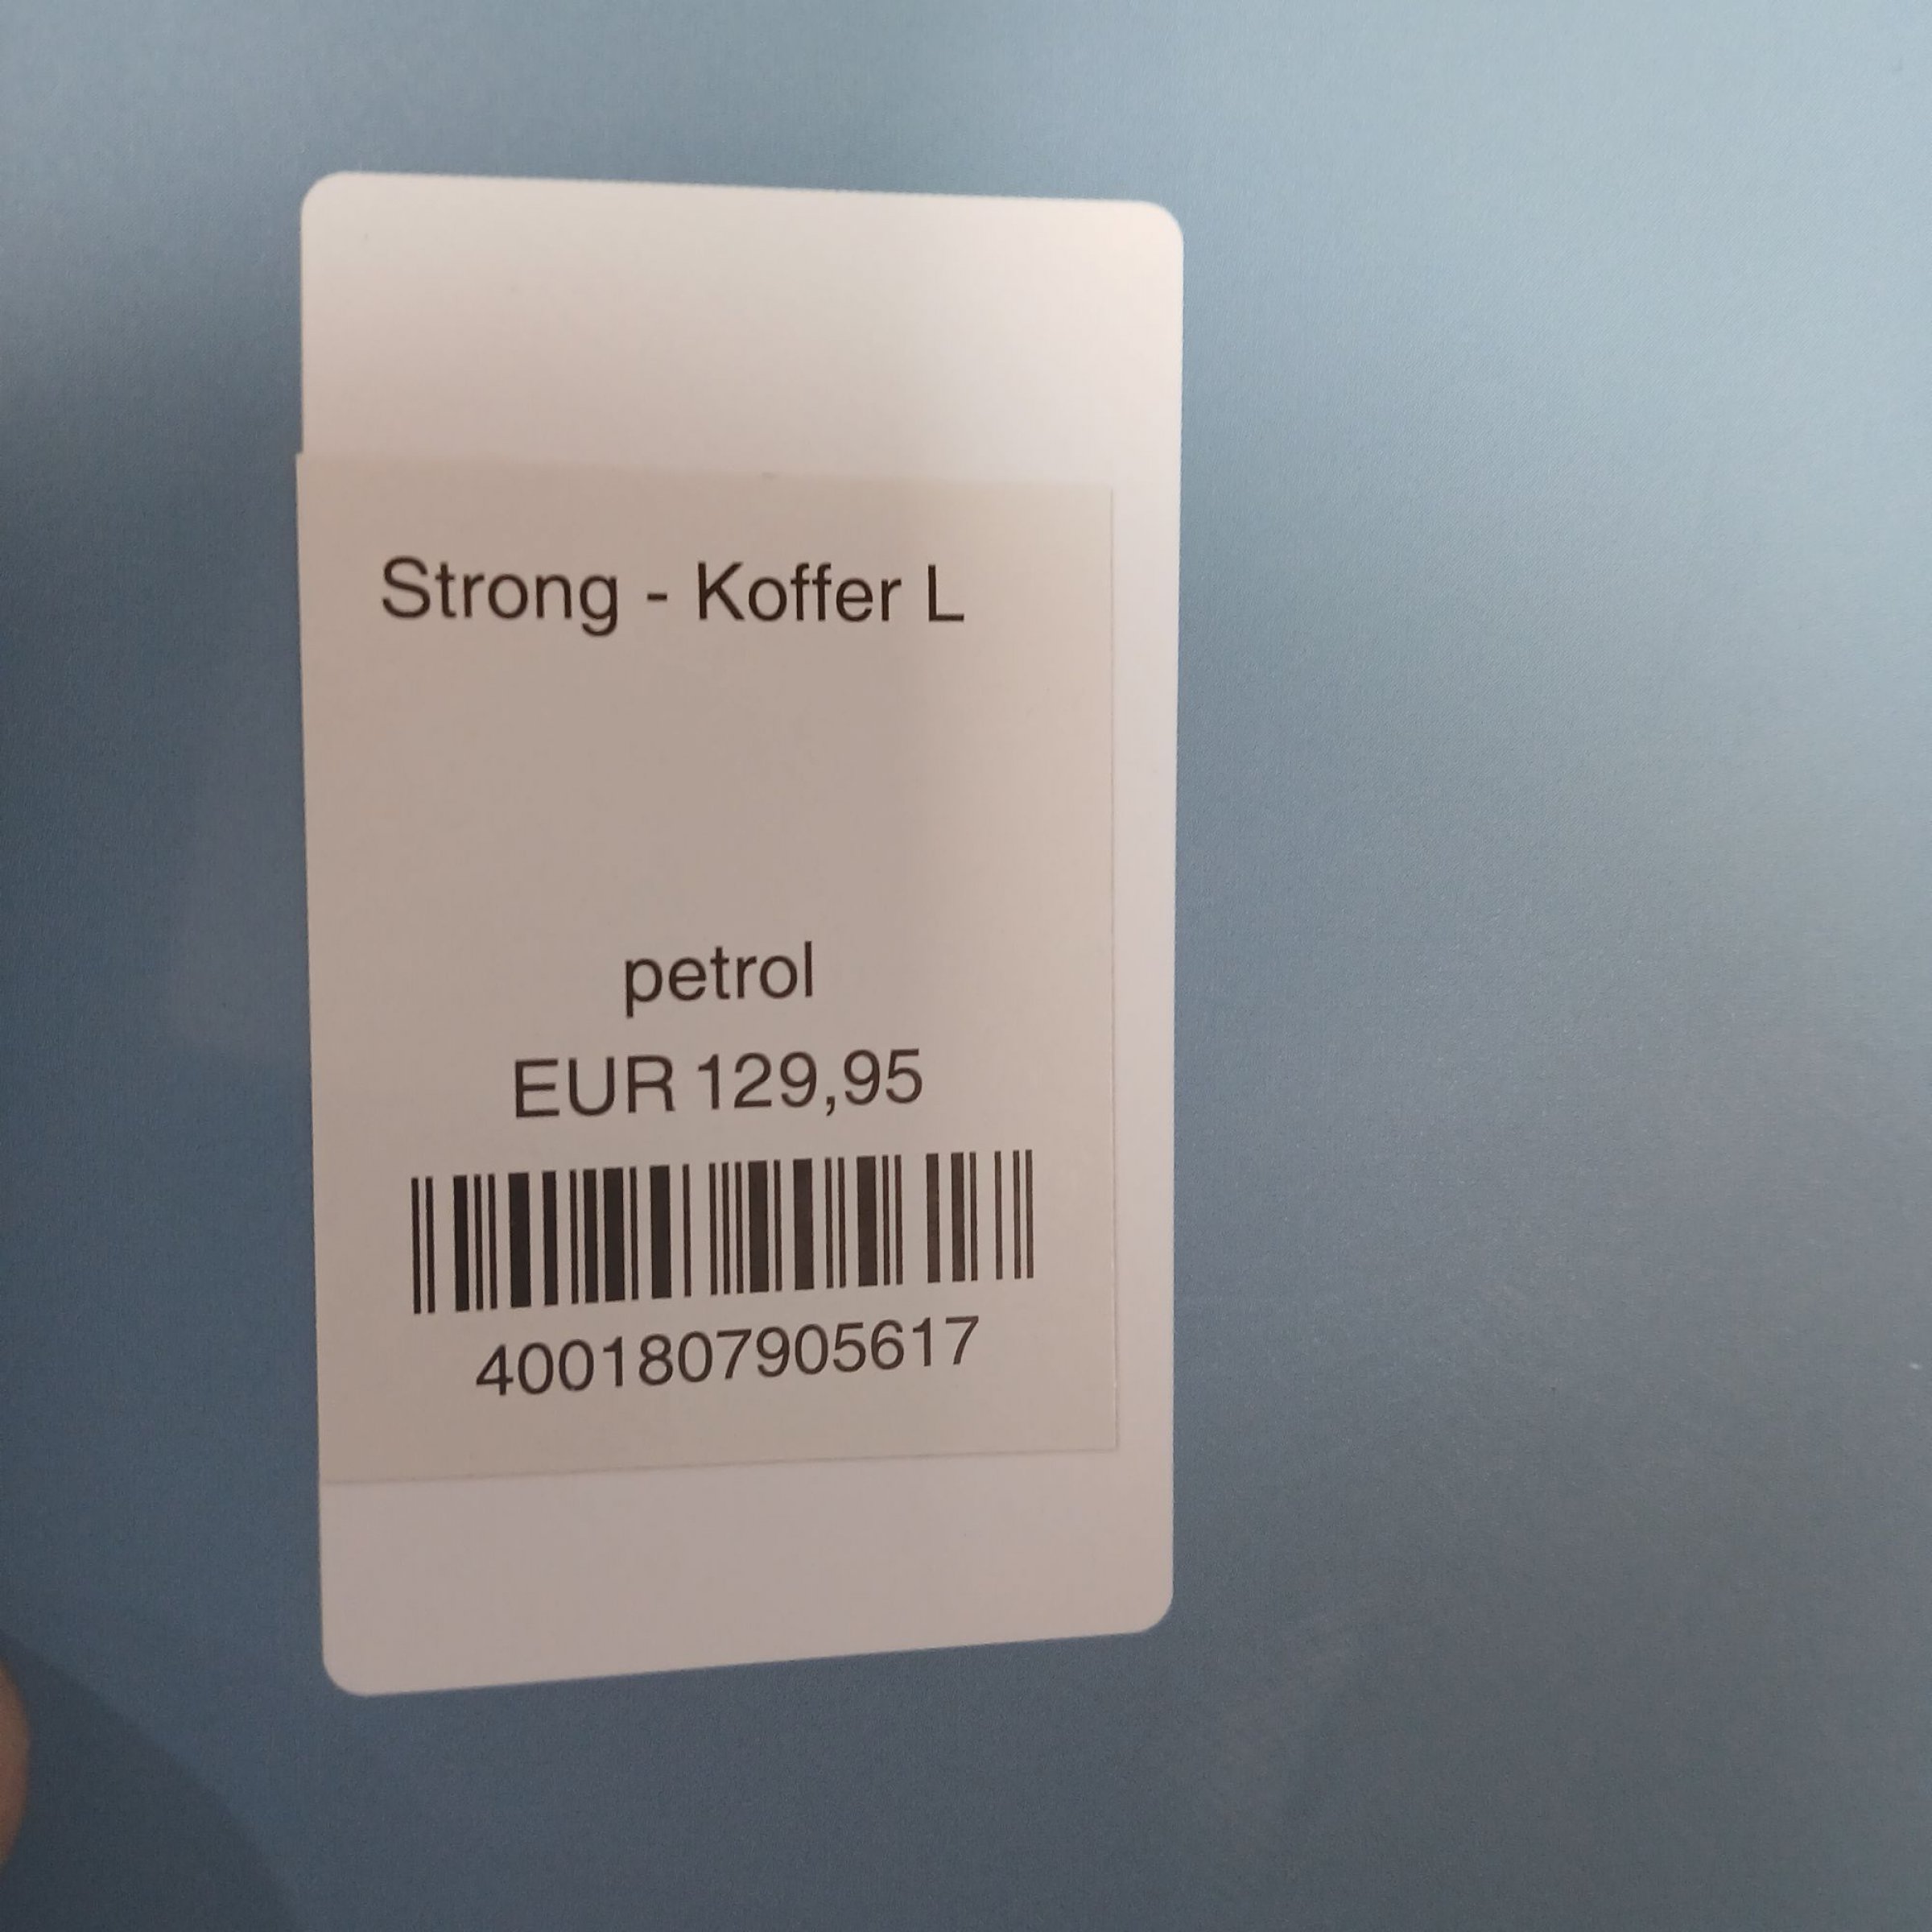 Strong - Koffer L
petrol
EUR 129,95
4001807905617